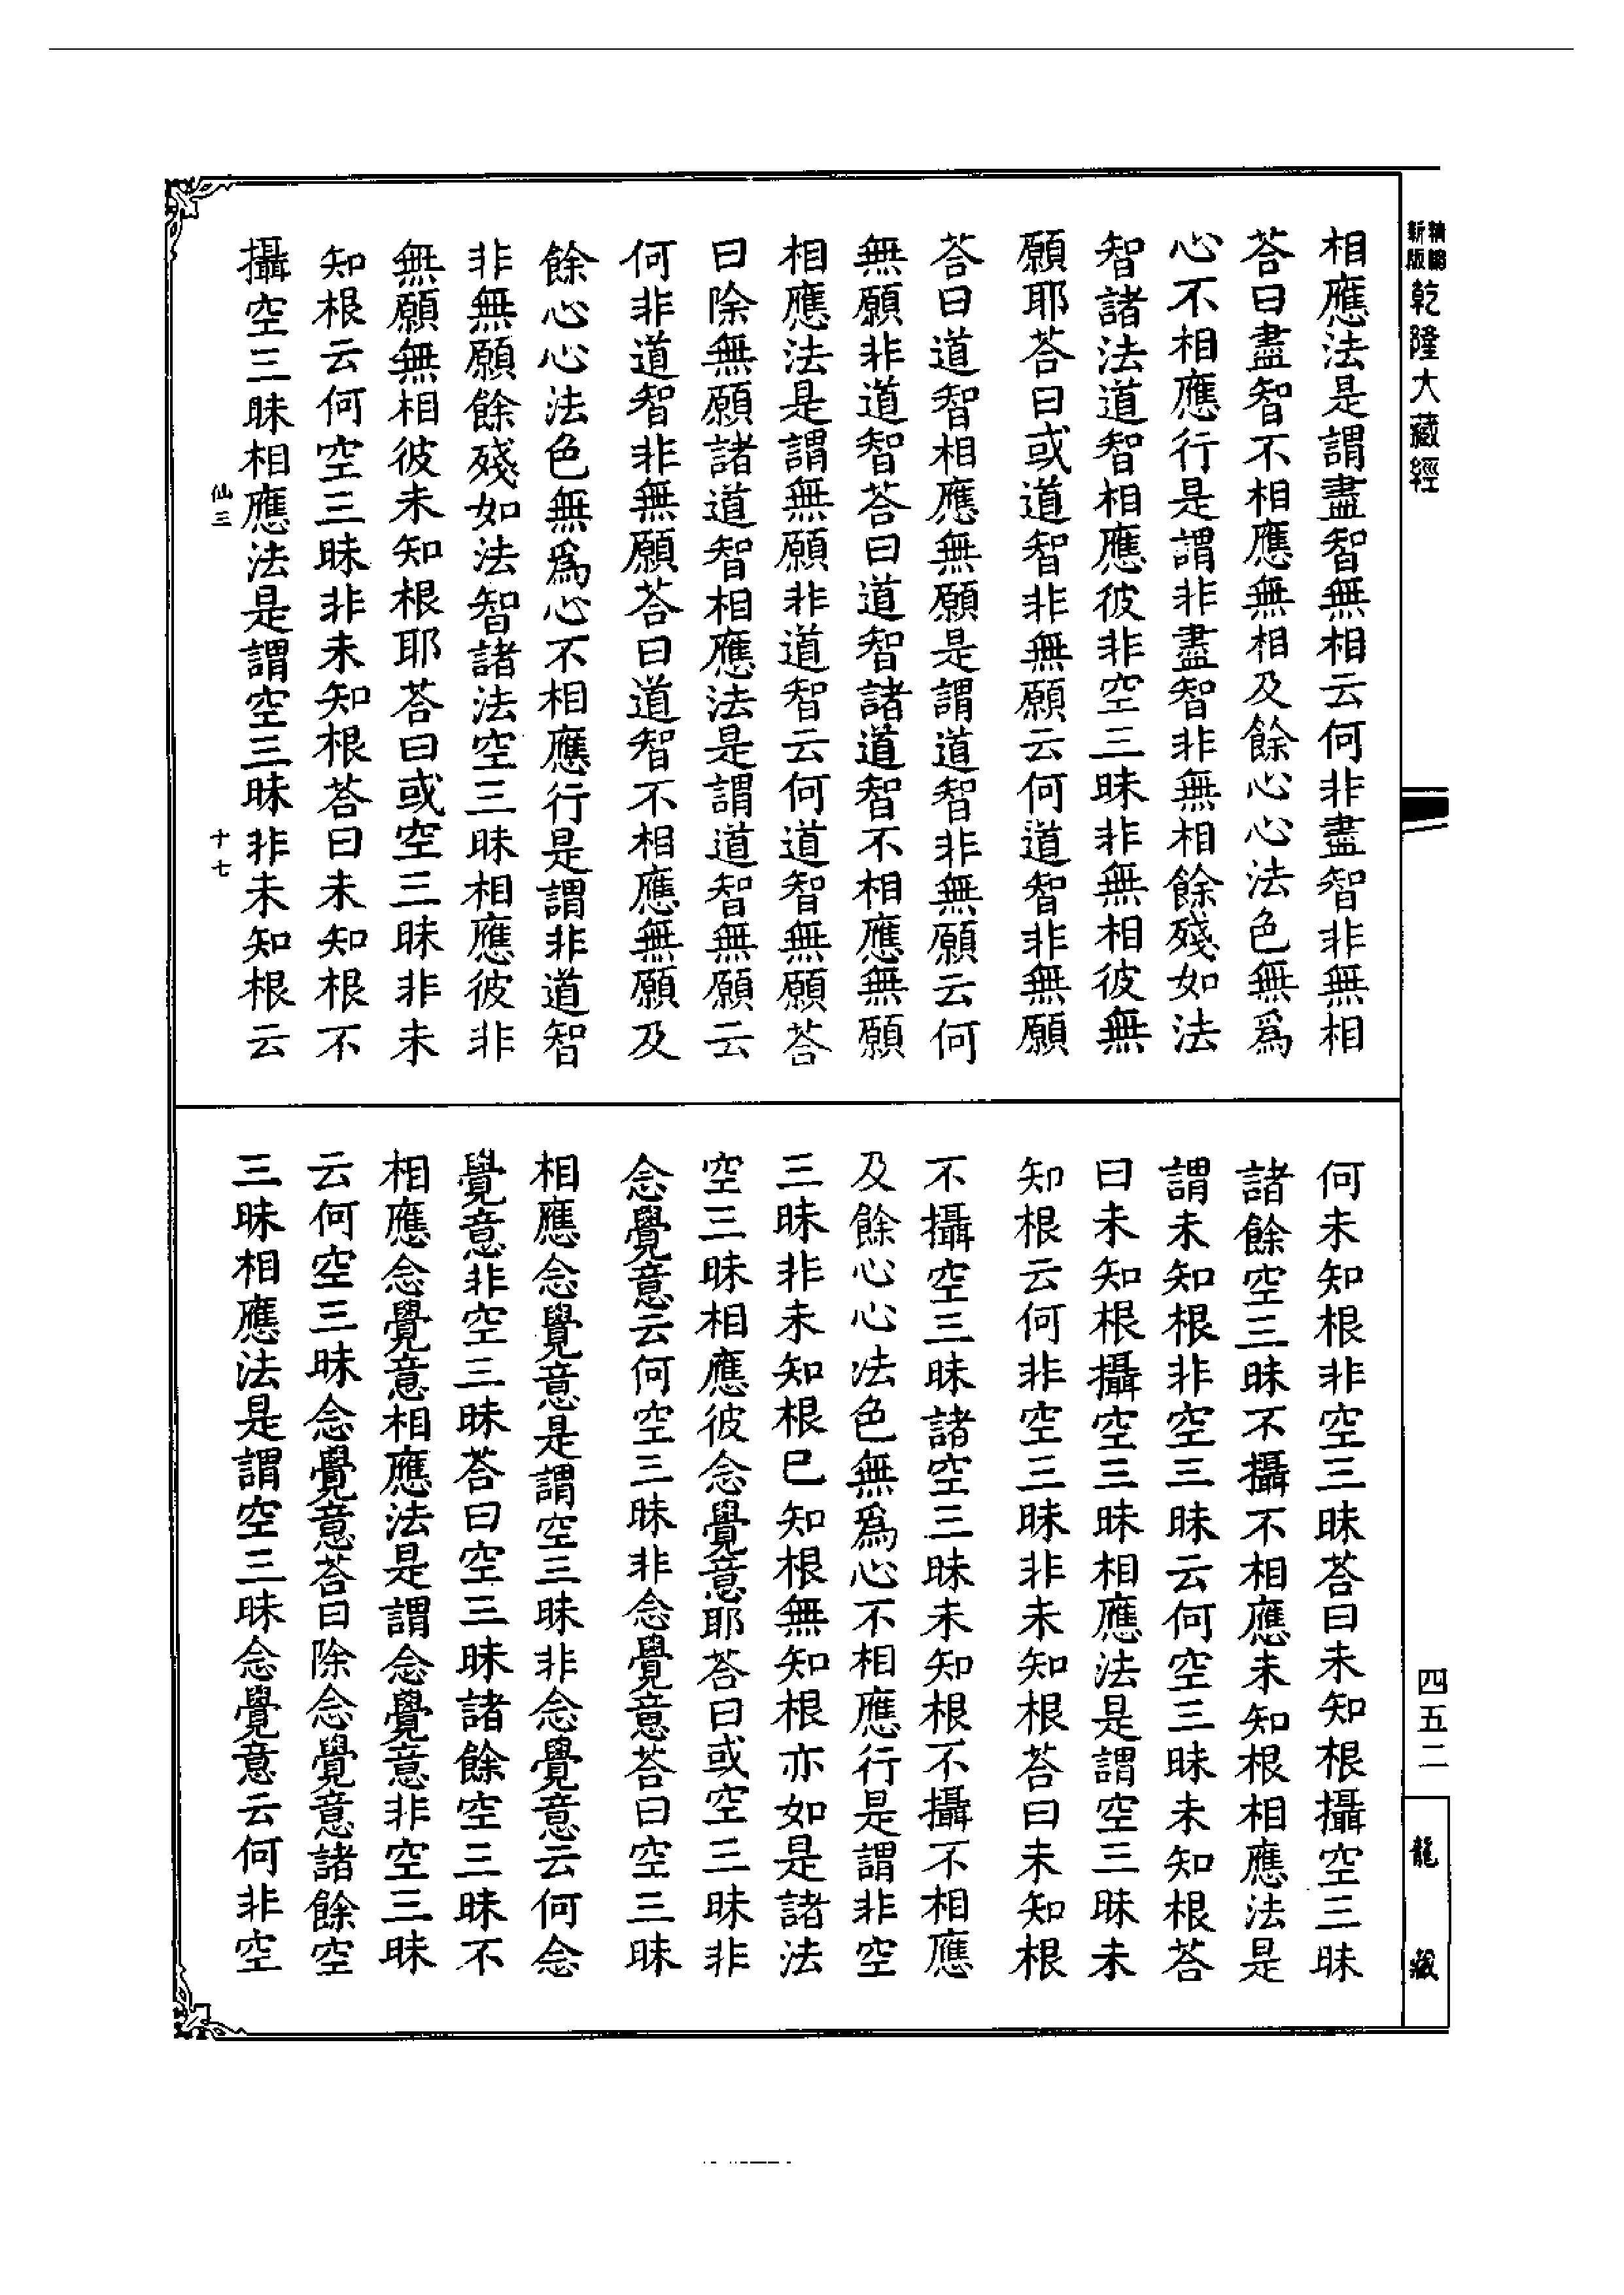 精鵰
新版
乾隆大藏經
相應法是謂盡智無相云何非盡智非無相
荅曰盡智不相應無相及餘心心法色無爲
心不相應行是謂非盡智非無相餘殘如法
智諸法道智相應彼非空三昧非無相彼無
願耶荅曰或道智非無願云何道智非無願
荅曰道智相應無願是謂道智非無願云何
無願非道智荅曰道智諸道智不相應無願
相應法是謂無願非道智云何道智無願荅
曰除無願諸道智相應法是謂道智無願云
何非道智非無願荅曰道智不相應無願及
餘心心法色無爲心不相應行是謂非道智
非無願餘殘如法智諸法空三昧相應彼非
無願無相彼未知根耶荅曰或空三昧非未
知根云何空三昧非未知根荅曰未知根不
攝空三昧相應法是謂空三昧非未知根云
仙三
十七
何未知根非空三昧荅曰未知根攝空三昧
諸餘空三昧不攝不相應未知根相應法是
謂未知根非空三昧云何空三昧未知根荅
曰未知根攝空三昧相應法是謂空三昧未
知根云何非空三昧非未知根荅曰未知根
不攝空三昧諸空三昧未知根不攝不相應
及餘心心法色無爲心不相應行是謂非空
三昧非未知根巳知根無知根亦如是諸法
空三昧相應彼念覺意耶荅曰或空三昧非
念覺意云何空三昧非念覺意荅曰空三昧
相應念覺意是謂空三昧非念覺意云何念
覺意非空三昧荅曰空三昧諸餘空三昧不
相應念覺意相應法是謂念覺意非空三昧
云何空三昧念覺意荅曰除念覺意諸餘空
三昧相應法是謂空三昧念覺意云何非空
四五二
龍藏